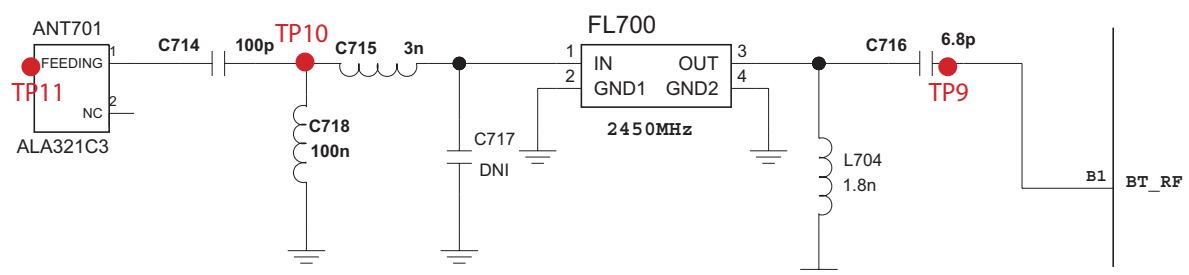 ANT701
FEEDING
1
TP11
NC
2
ALA321C3
C714
100p
TP10
C715
3n
C718
100n
C717
DNI
FL700
1
IN
OUT
3
2
GND1
GND2
4
2450MHz
C716
6.8p
TP9
L704
1.8n
B1
BT_RF